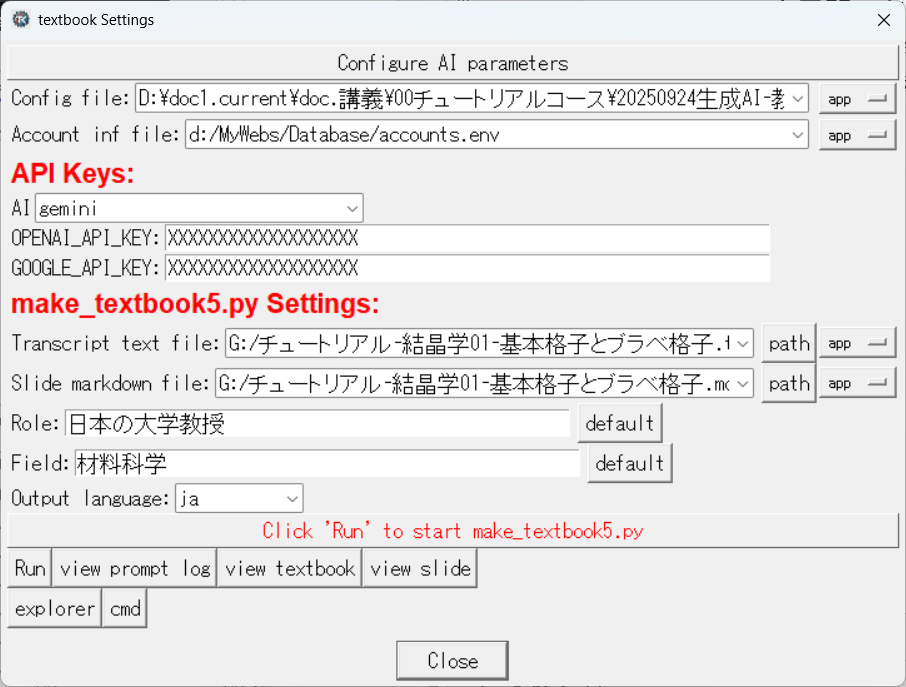 textbook Settings
Configure AI parameters
Config file: D:¥doc1.current¥doc.講義¥00チュートリアルコース¥20250924生成AI-教 app
Account inf file: d:/MyWebs/Database/accounts.env app
API Keys:
AI gemini
OPENAI_API_KEY: XXXXXXXXXXXXXXXXXXX
GOOGLE_API_KEY: XXXXXXXXXXXXXXXXXXX
make_textbook5.py Settings:
Transcript text file: G:/チュートリアル-結晶学01-基本格子とブラベ格子.t path app
Slide markdown file: G:/チュートリアル-結晶学01-基本格子とブラベ格子.mc path app
Role: 日本の大学教授 default
Field: 材料科学 default
Output language: ja
Click 'Run' to start make_textbook5.py
Run view prompt log view textbook view slide
explorer cmd
Close